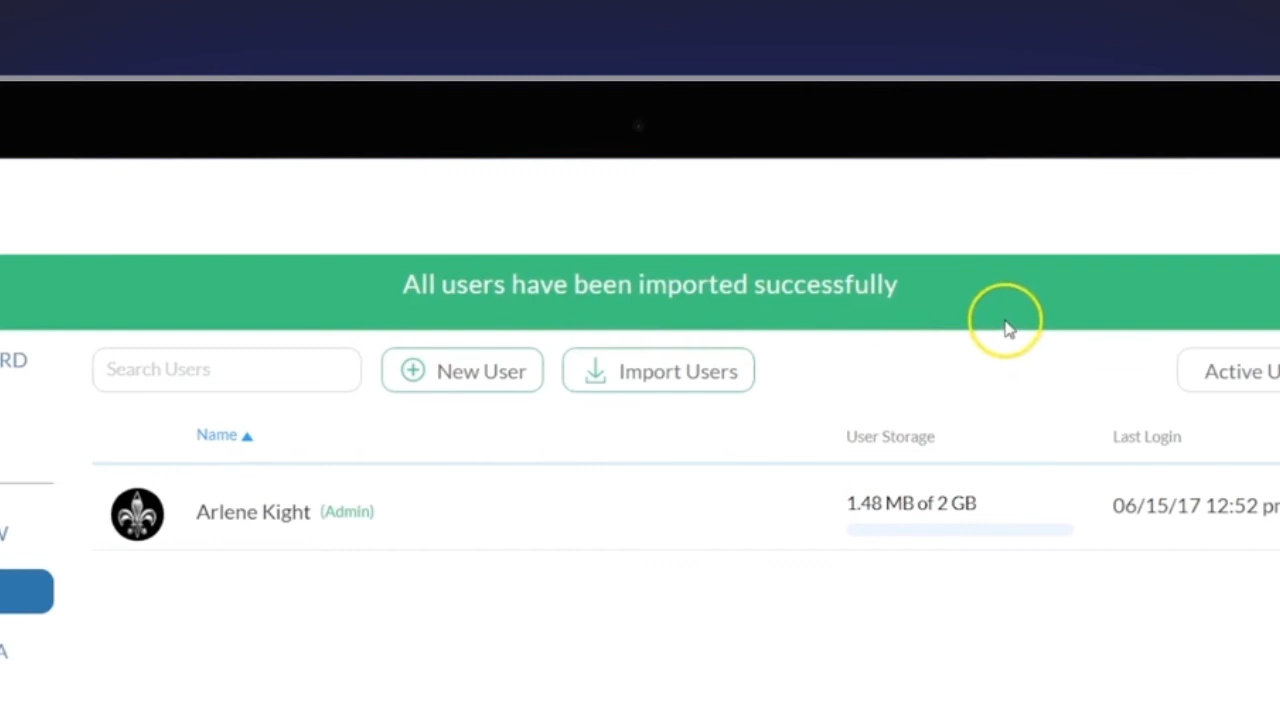 All users have been imported successfully
RD
Search Users
New User
Import Users
Active U
Name
User Storage
Last Login
Arlene Kight (Admin)
1.48 MB of 2 GB
06/15/17 12:52 pm
A